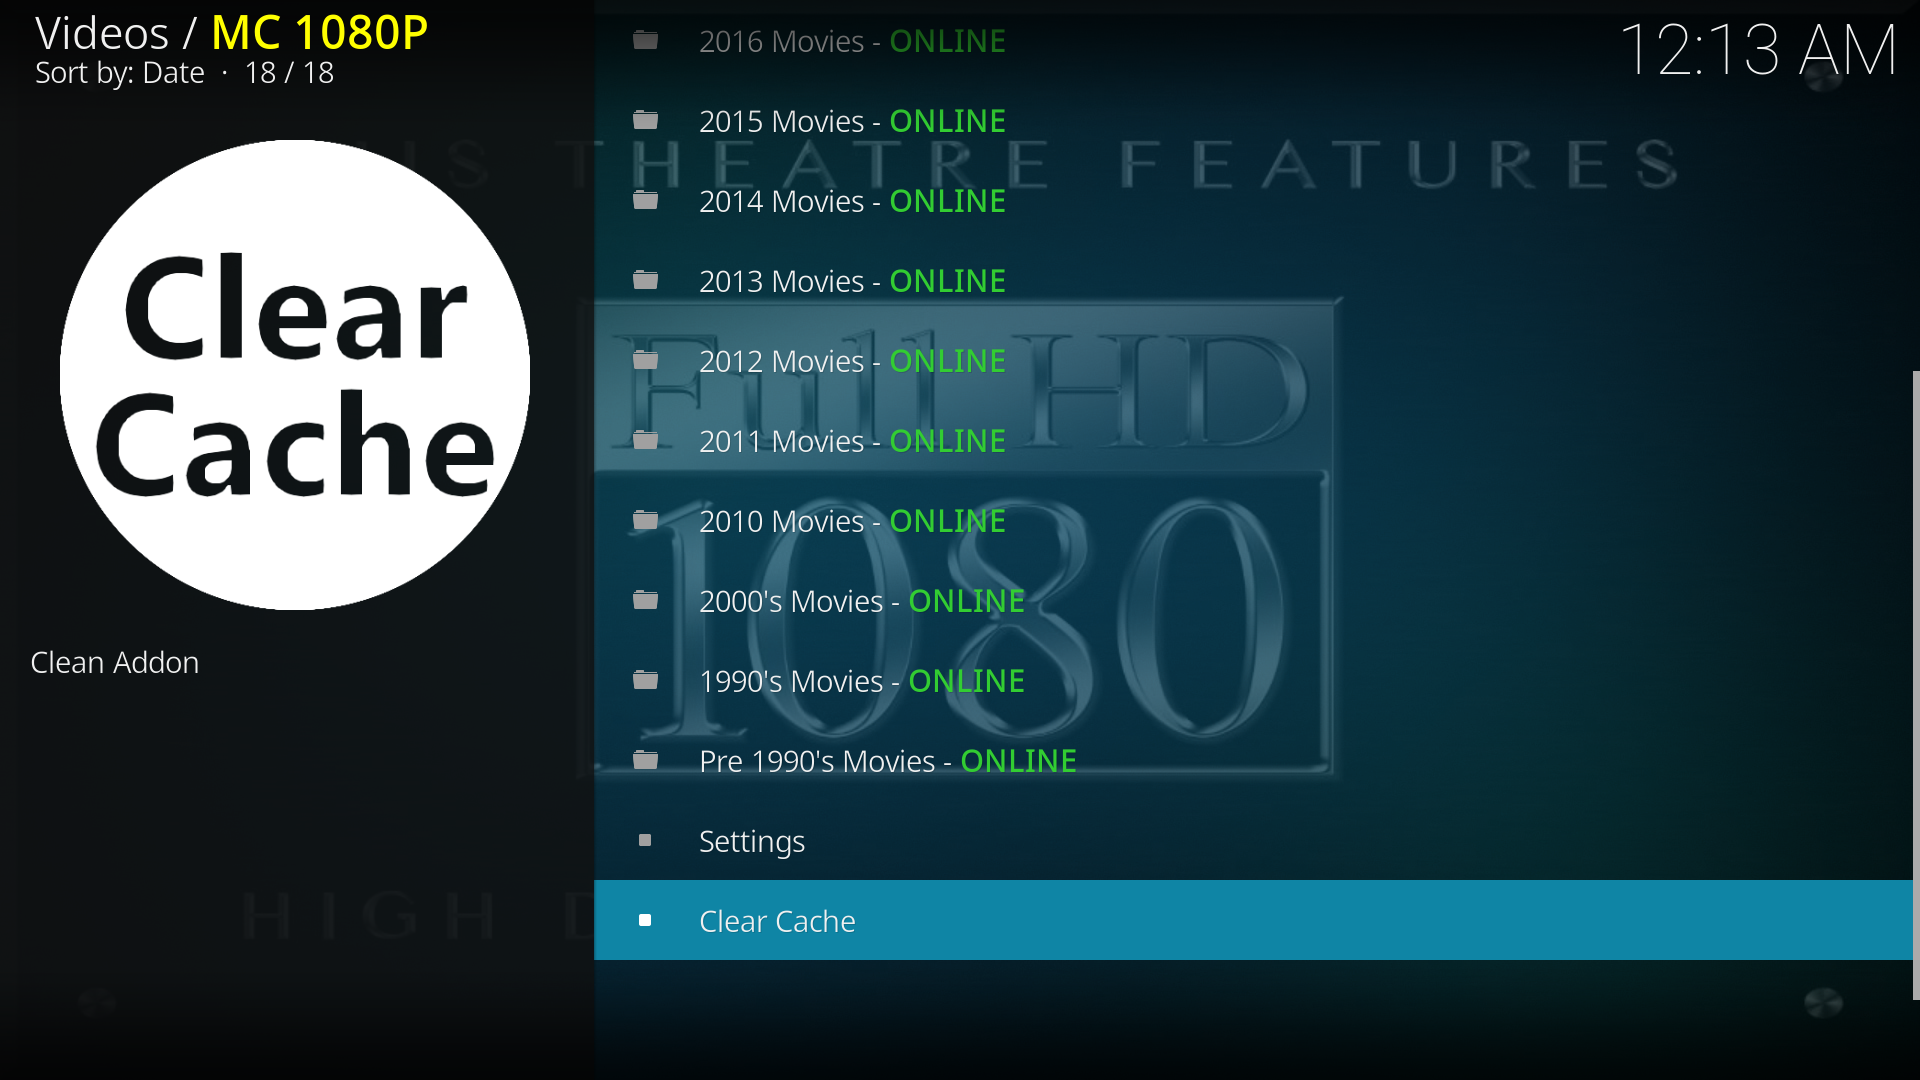 Videos / MC 1080P
Sort by: Date · 18 / 18
12:13 AM
Clear
Cache
Clean Addon
2016 Movies - ONLINE
2015 Movies - ONLINE
2014 Movies - ONLINE
2013 Movies - ONLINE
2012 Movies - ONLINE
2011 Movies - ONLINE
2010 Movies - ONLINE
2000's Movies - ONLINE
1990's Movies - ONLINE
Pre 1990's Movies - ONLINE
Settings
Clear Cache
THEATRE FEATURES
Full HD
1080
HIGH